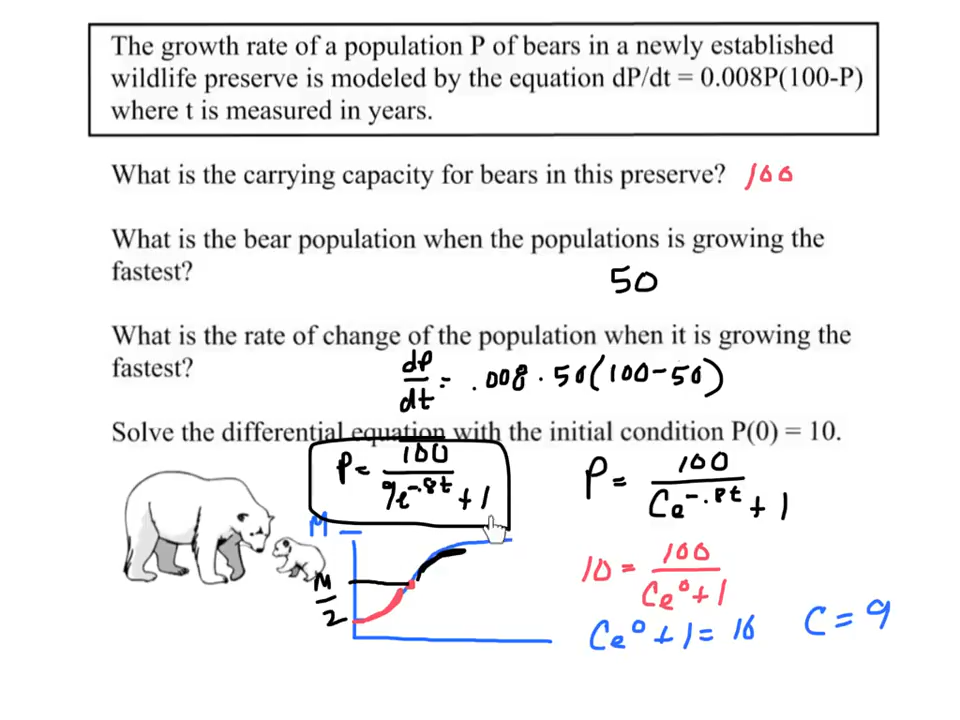 The growth rate of a population P of bears in a newly established
wildlife preserve is modeled by the equation dP/dt = 0.008P(100-P)
where t is measured in years.
What is the carrying capacity for bears in this preserve? 100
What is the bear population when the populations is growing the
fastest?
50
What is the rate of change of the population when it is growing the
fastest?
dP/dt = .008 · 50(100-50)
Solve the differential equation with the initial condition P(0) = 10.
P= 100/(9e^-.8t + 1)
P= 100/(Ce^-.8t + 1)
M
10 = 100/(Ce^0+1)
M/2
Ce^0 + 1 = 10
C = 9